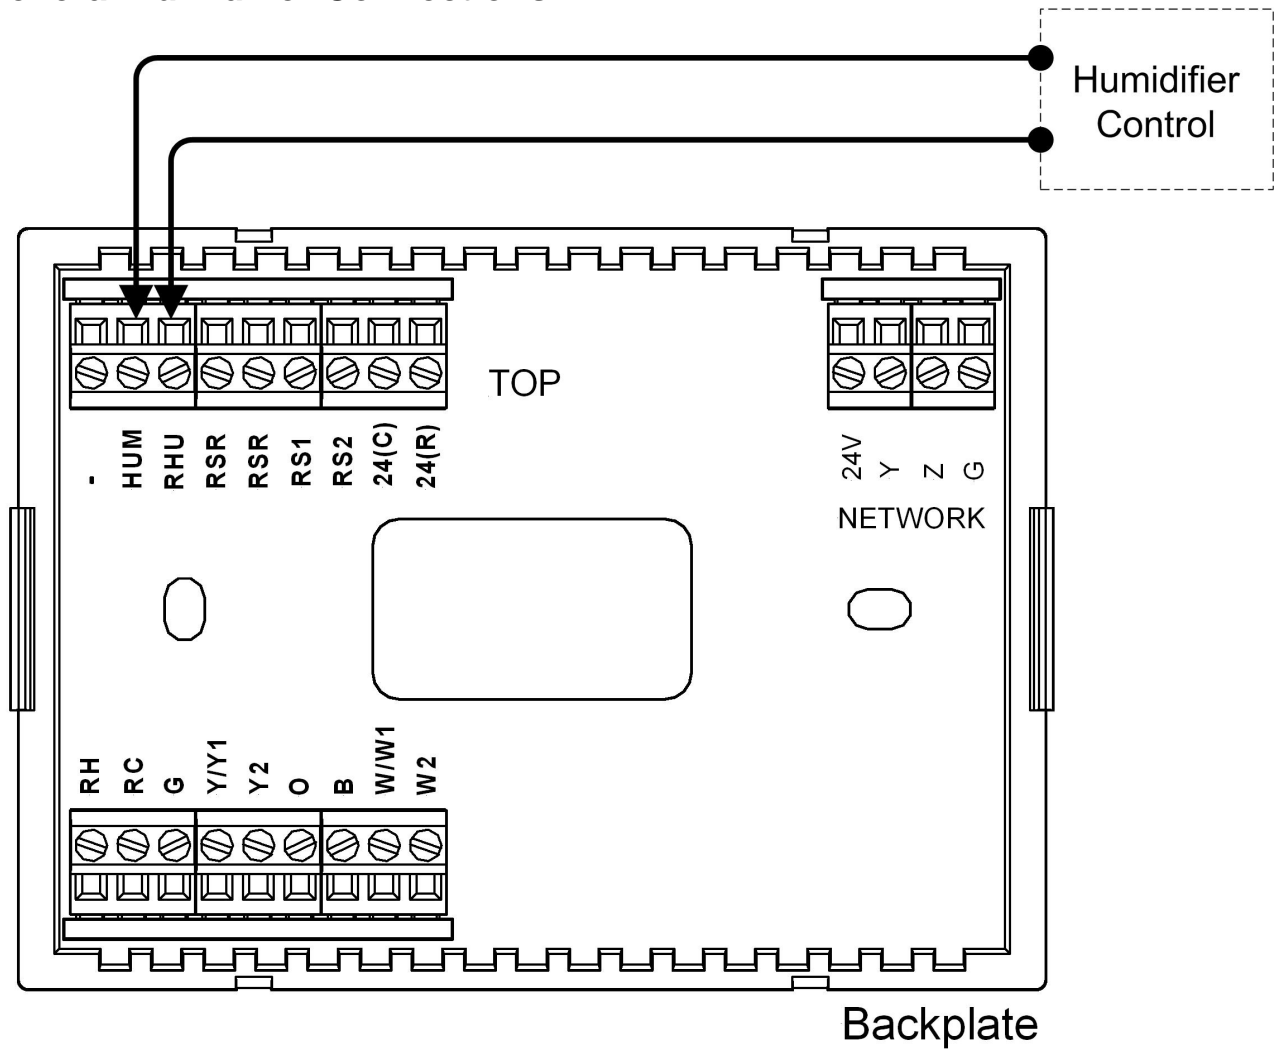 Humidifier
Control
TOP
-
HUM
RHU
RSR
RSR
RS1
RS2
24(C)
24(R)
24V
Y
Z
G
NETWORK
RH
RC
G
Y/Y1
Y2
O
B
W/W1
W2
Backplate